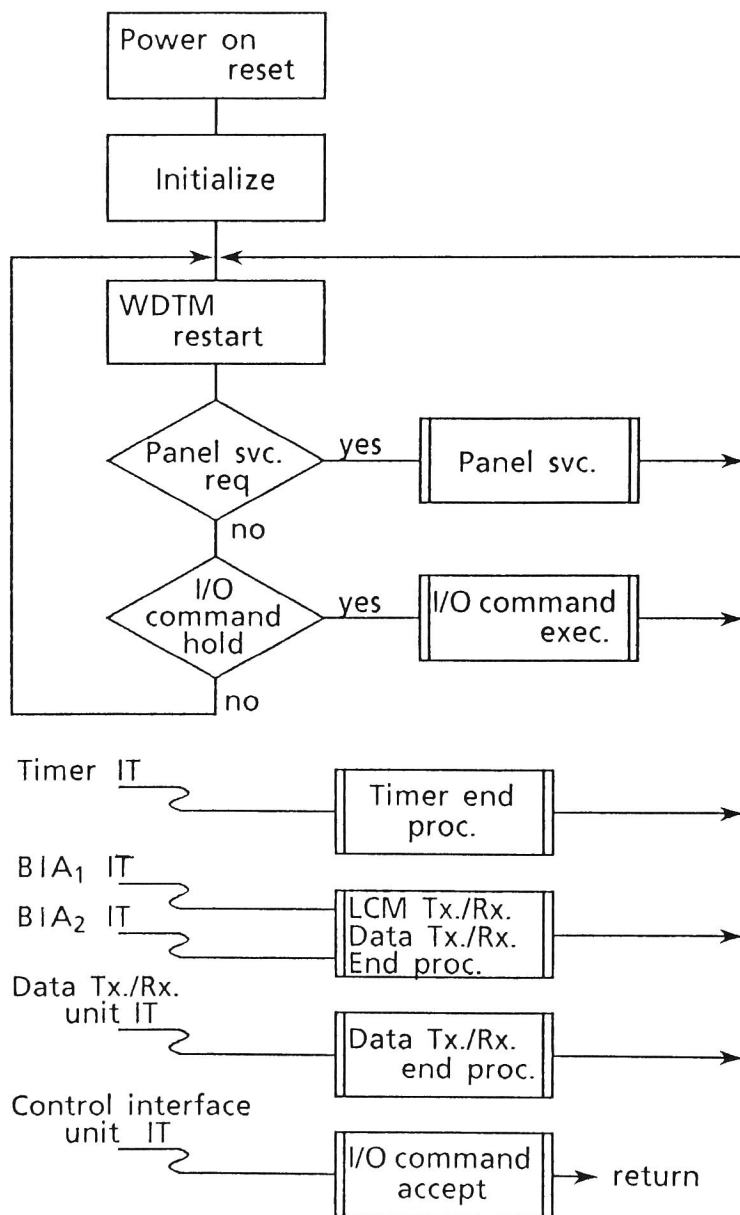 Power on
reset
Initialize
WDTM
restart
Panel svc.
req
yes
Panel svc.
no
I/O
command
hold
yes
I/O command
exec.
no
Timer IT
Timer end
proc.
BIA₁ IT
BIA₂ IT
LCM Tx./Rx.
Data Tx./Rx.
End proc.
Data Tx./Rx.
unit IT
Data Tx./Rx.
end proc.
Control interface
unit IT
I/O command
accept
return